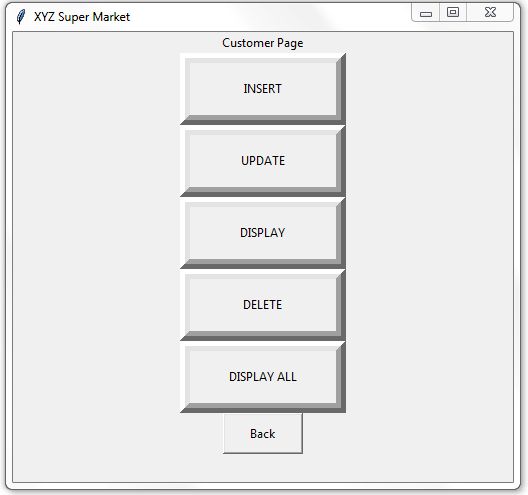 XYZ Super Market
Customer Page
INSERT
UPDATE
DISPLAY
DELETE
DISPLAY ALL
Back